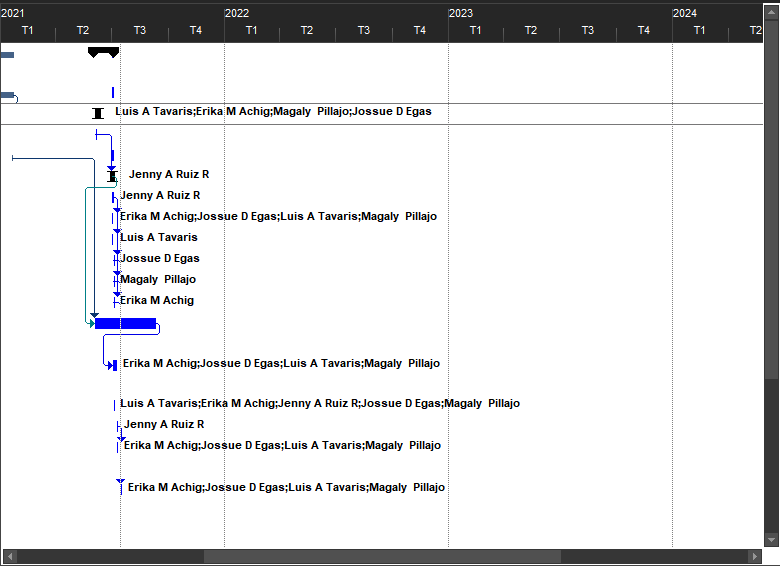 2021 2022 2023 2024
T1 T2 T3 T4 T1 T2 T3 T4 T1 T2 T3 T4 T1 T2
Luis A Tavaris;Erika M Achig;Magaly Pillajo;Jossue D Egas
Jenny A Ruiz R
Jenny A Ruiz R
Erika M Achig;Jossue D Egas;Luis A Tavaris;Magaly Pillajo
Luis A Tavaris
Jossue D Egas
Magaly Pillajo
Erika M Achig
Erika M Achig;Jossue D Egas;Luis A Tavaris;Magaly Pillajo
Luis A Tavaris;Erika M Achig;Jenny A Ruiz R;Jossue D Egas;Magaly Pillajo
Jenny A Ruiz R
Erika M Achig;Jossue D Egas;Luis A Tavaris;Magaly Pillajo
Erika M Achig;Jossue D Egas;Luis A Tavaris;Magaly Pillajo